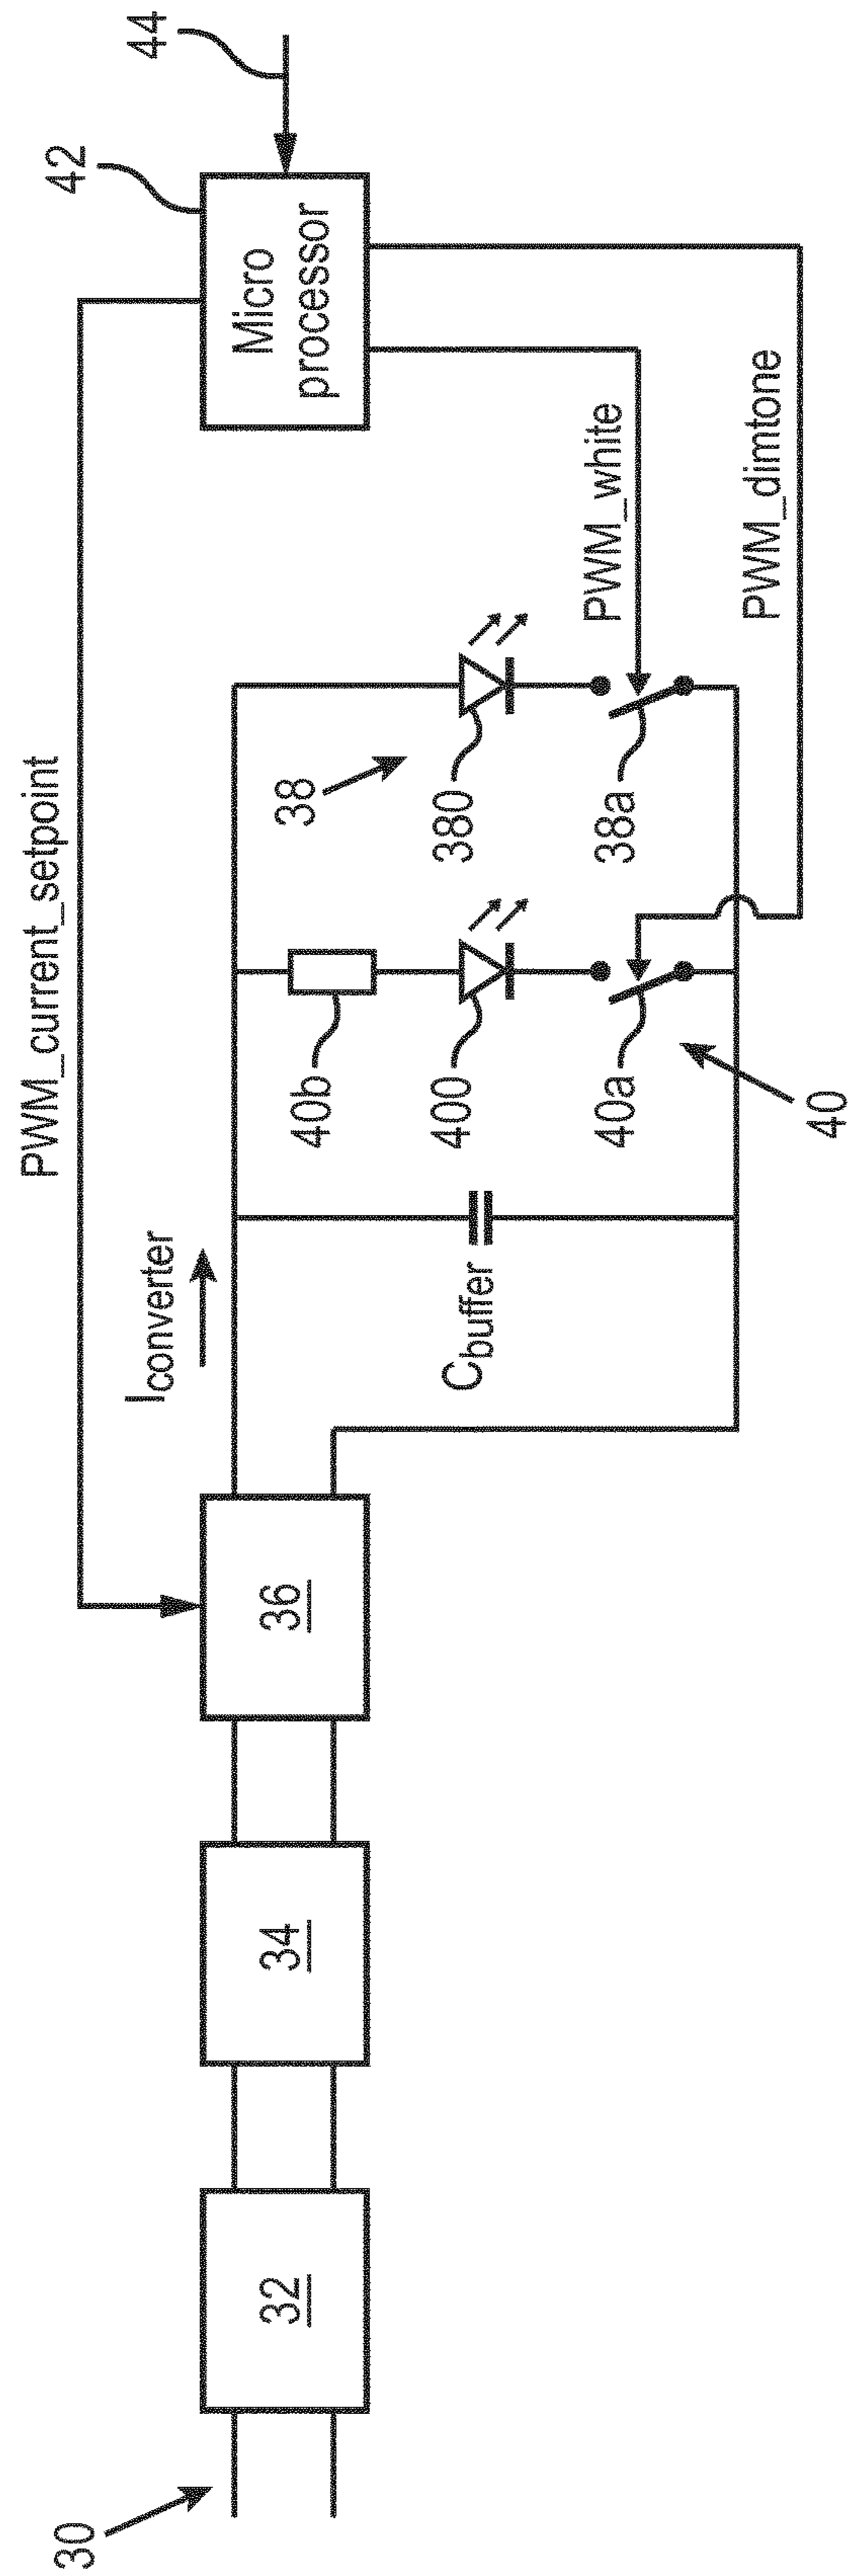 30
32
34
36
PWM_current_setpoint
Iconverter
Cbuffer
40b
400
40a
40
38
380
38a
PWM_white
PWM_dimtone
42
Micro
processor
44